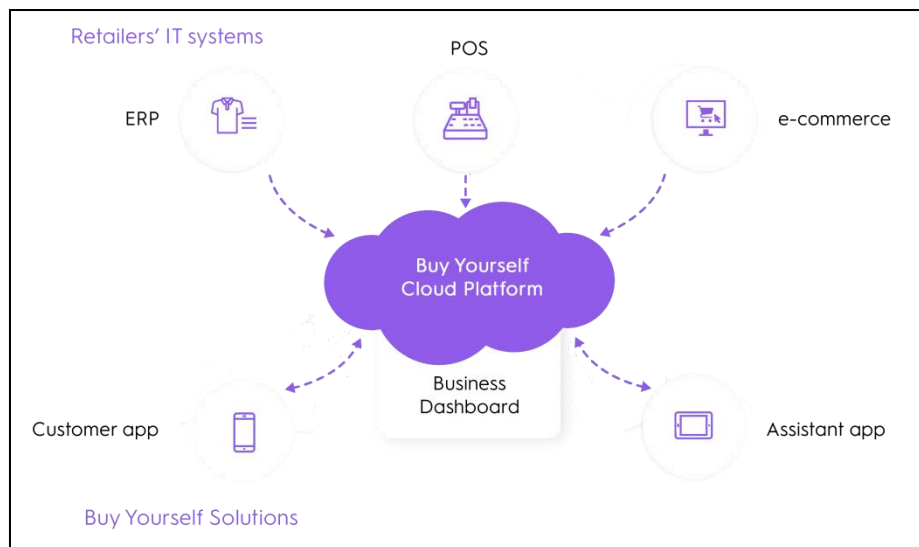 Retailers' IT systems
POS
ERP
e-commerce
Buy Yourself
Cloud Platform
Business
Dashboard
Customer app
Assistant app
Buy Yourself Solutions